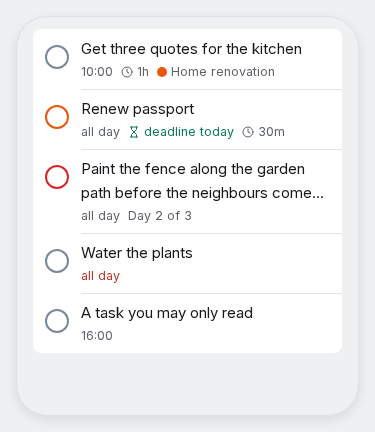 Get three quotes for the kitchen
10:00 1h Home renovation
Renew passport
all day deadline today 30m
Paint the fence along the garden
path before the neighbours come...
all day Day 2 of 3
Water the plants
all day
A task you may only read
16:00